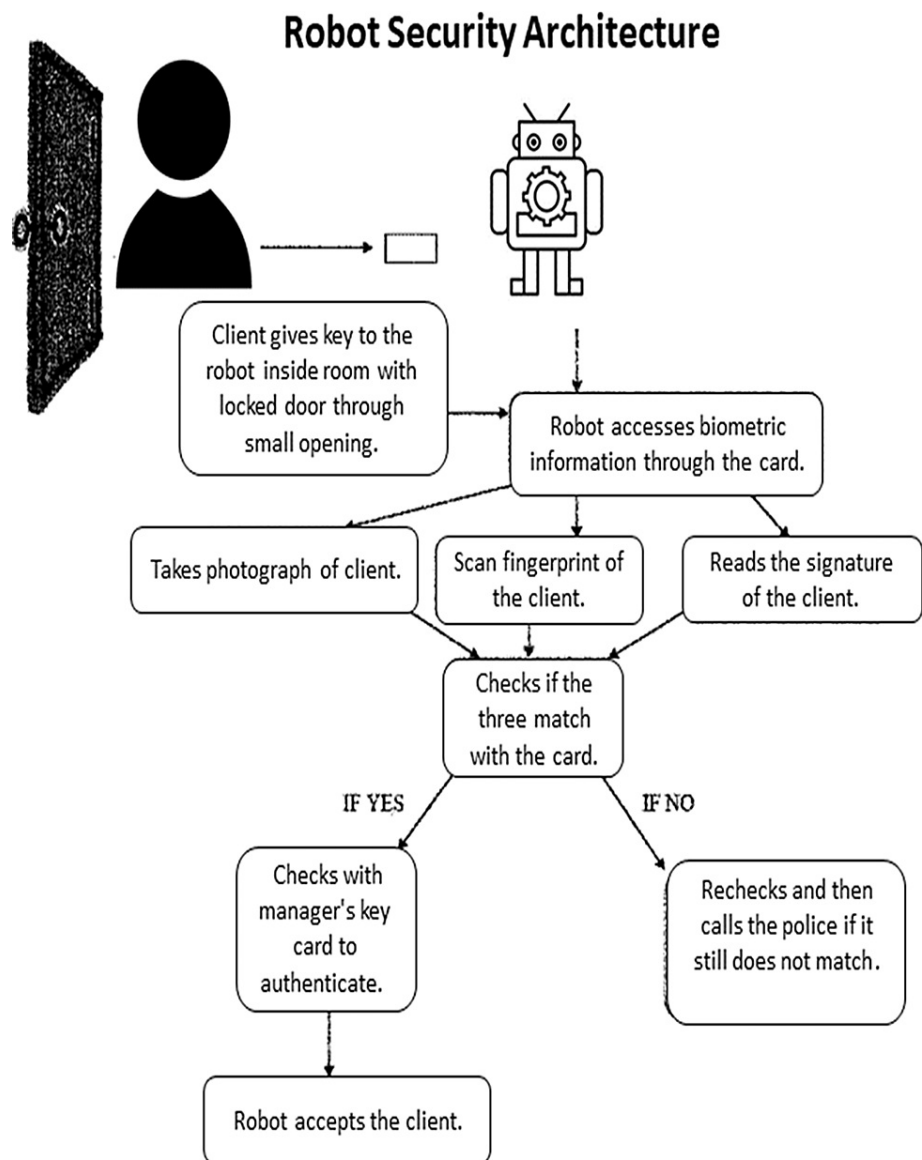 Robot Security Architecture
Client gives key to the
robot inside room with
locked door through
small opening.
Robot accesses biometric
information through the card.
Takes photograph of client.
Scan fingerprint of
the client.
Reads the signature
of the client.
Checks if the
three match
with the card.
IF YES
IF NO
Checks with
manager's key
card to
authenticate.
Rechecks and then
calls the police if it
still does not match.
Robot accepts the client.